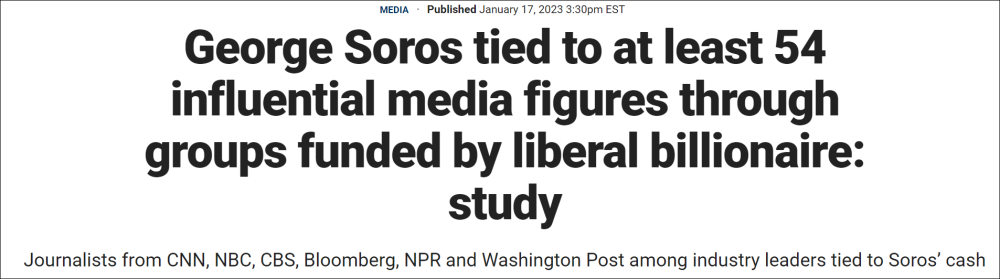 MEDIA · Published January 17, 2023 3:30pm EST
George Soros tied to at least 54
influential media figures through
groups funded by liberal billionaire:
study
Journalists from CNN, NBC, CBS, Bloomberg, NPR and Washington Post among industry leaders tied to Soros’ cash